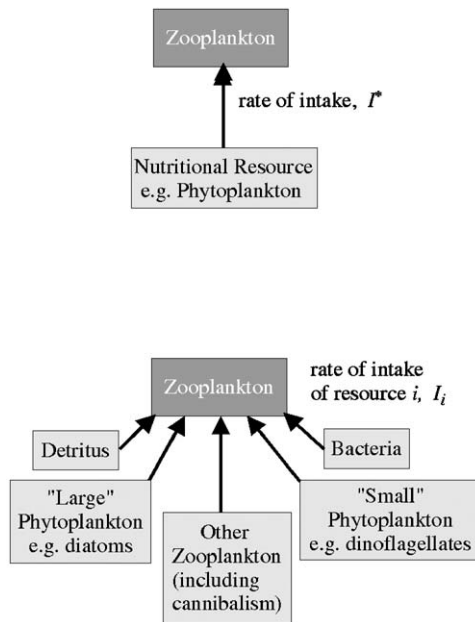 Zooplankton
rate of intake, I*
Nutritional Resource
e.g. Phytoplankton
Zooplankton
rate of intake
of resource i, Ii
Detritus
Bacteria
"Large"
Phytoplankton
e.g. diatoms
Other
Zooplankton
(including
cannibalism)
"Small"
Phytoplankton
e.g. dinoflagellates